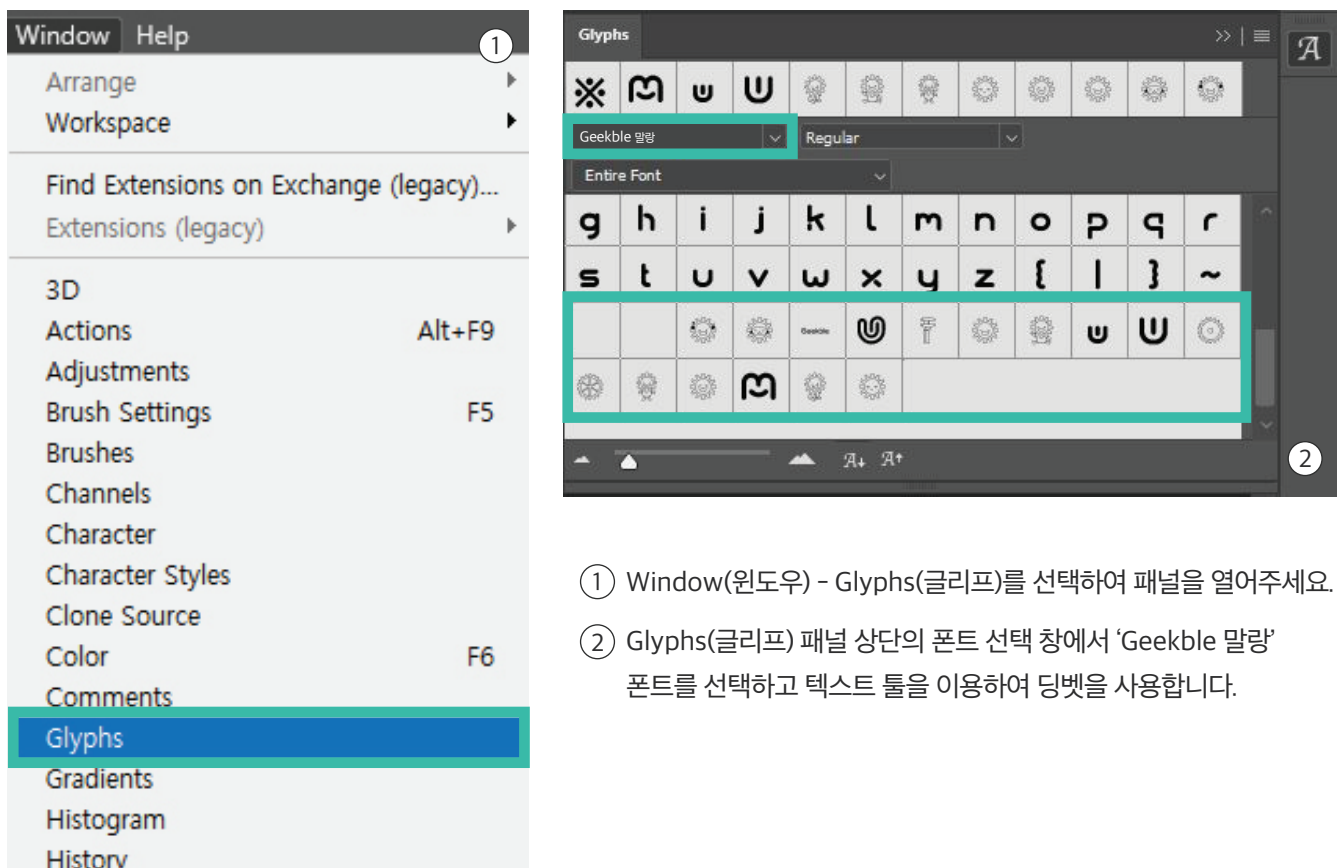 Window Help
①
Arrange
Workspace
Find Extensions on Exchange (legacy)...
Extensions (legacy)
3D
Actions Alt+F9
Adjustments
Brush Settings F5
Brushes
Channels
Character
Character Styles
Clone Source
Color F6
Comments
Glyphs
Gradients
Histogram
History
Glyphs
※ w W
Geekble 말랑 Regular
Entire Font
g h i j k l m n o p q r
s t u v w x y z { | } ~
Geekble
②
① Window(윈도우) – Glyphs(글리프)를 선택하여 패널을 열어주세요.
② Glyphs(글리프) 패널 상단의 폰트 선택 창에서 ‘Geekble 말랑’
폰트를 선택하고 텍스트 툴을 이용하여 딩벳을 사용합니다.